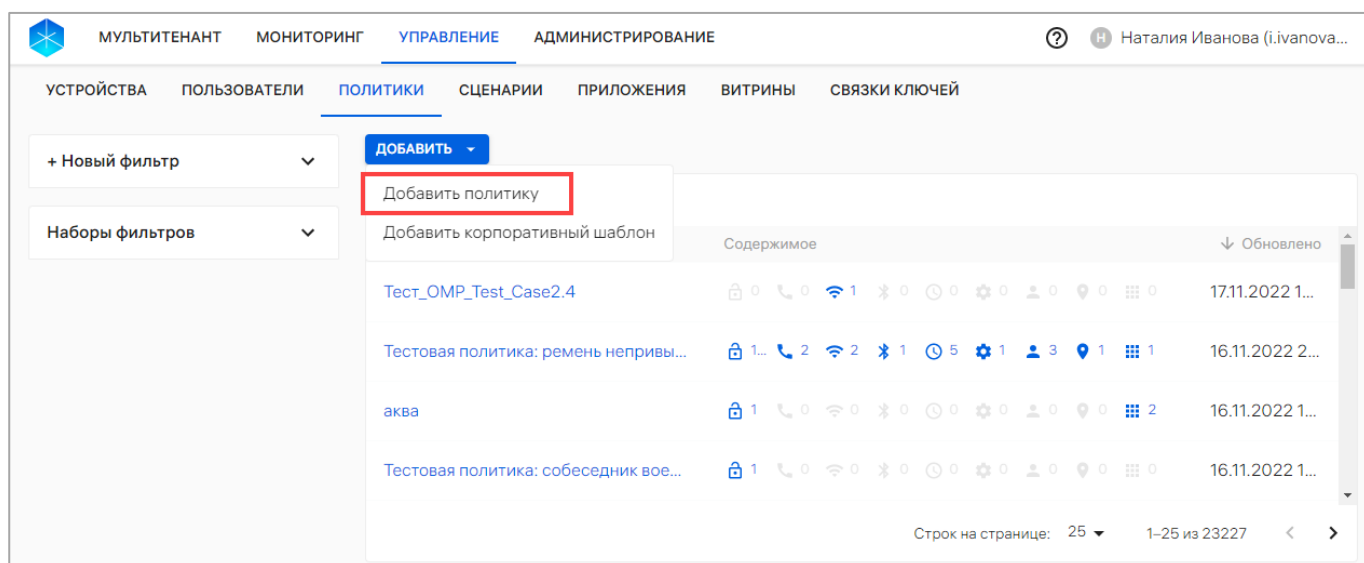 МУЛЬТИТЕНАНТ МОНИТОРИНГ УПРАВЛЕНИЕ АДМИНИСТРИРОВАНИЕ Н Наталия Иванова (i.ivanova...
УСТРОЙСТВА ПОЛЬЗОВАТЕЛИ ПОЛИТИКИ СЦЕНАРИИ ПРИЛОЖЕНИЯ ВИТРИНЫ СВЯЗКИ КЛЮЧЕЙ
+ Новый фильтр
Наборы фильтров
ДОБАВИТЬ
Добавить политику
Добавить корпоративный шаблон
Содержимое ↓ Обновлено
Тест_OMP_Test_Case2.4 0 0 1 0 0 0 0 0 0 17.11.2022 1...
Тестовая политика: ремень непривы... 1... 2 2 1 5 1 3 1 1 16.11.2022 2...
аква 1 0 0 0 0 0 0 0 2 16.11.2022 1...
Тестовая политика: собеседник вое... 1 0 0 0 0 0 0 0 0 16.11.2022 1...
Строк на странице: 25 1–25 из 23227 < >